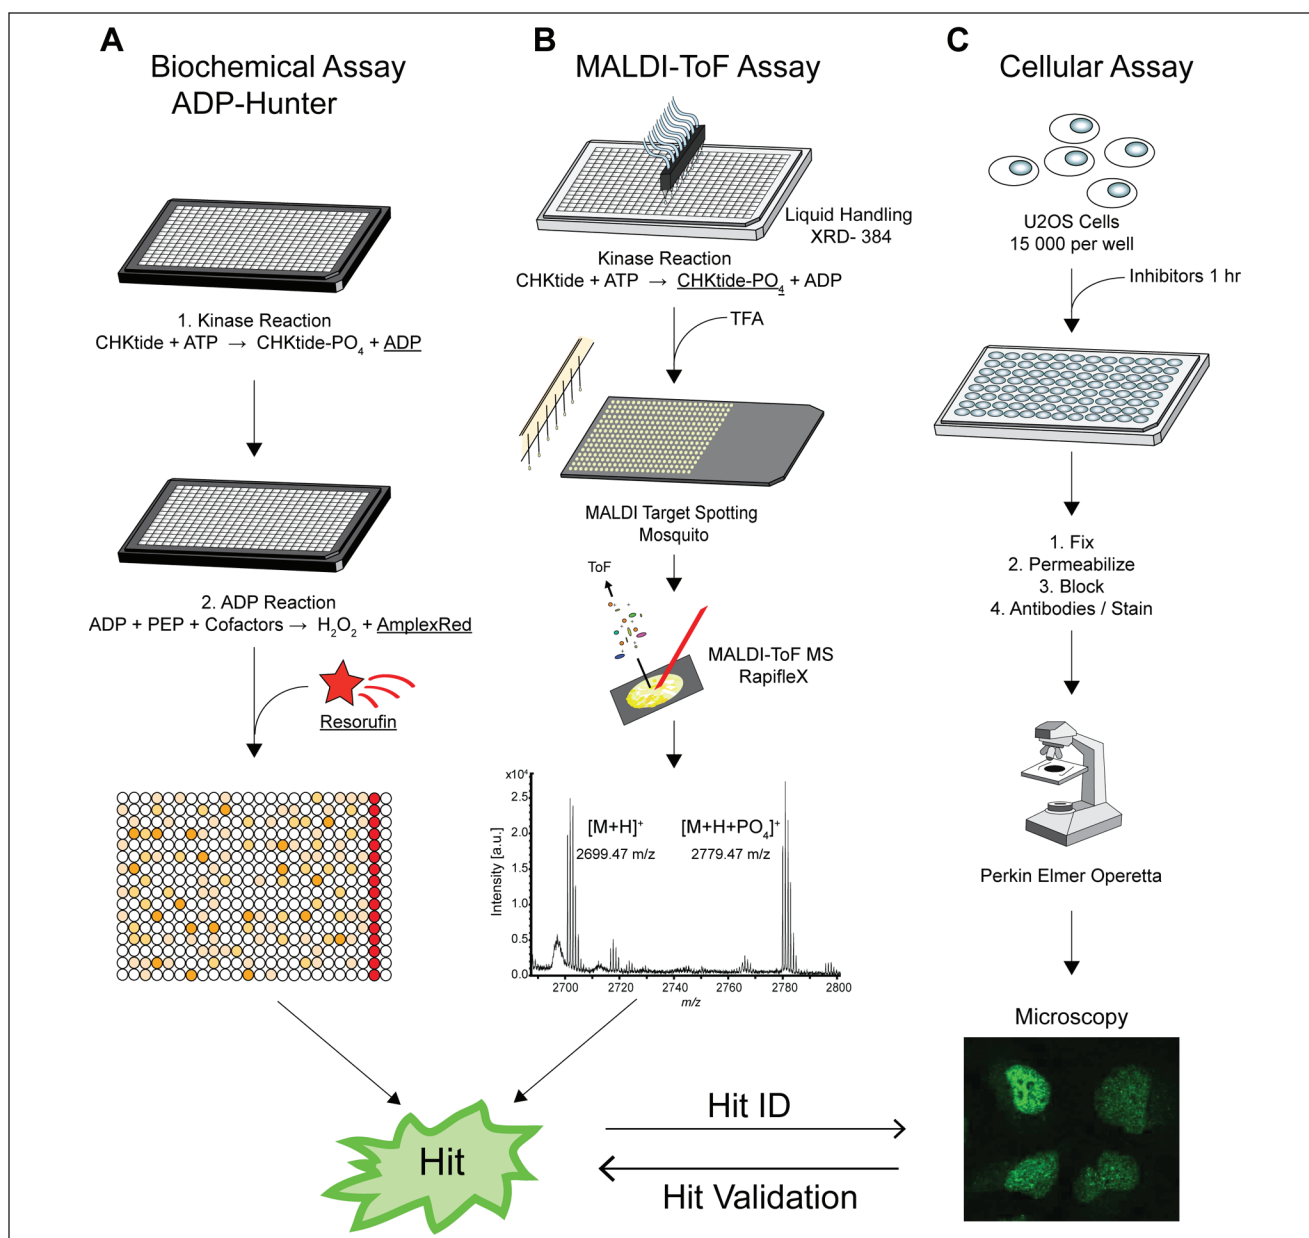 A
Biochemical Assay
ADP-Hunter
1. Kinase Reaction
CHKtide + ATP → CHKtide-PO₄ + ADP
2. ADP Reaction
ADP + PEP + Cofactors → H₂O₂ + AmplexRed
Resorufin
B
MALDI-ToF Assay
Liquid Handling
XRD- 384
Kinase Reaction
CHKtide + ATP → CHKtide-PO₄ + ADP
TFA
MALDI Target Spotting
Mosquito
ToF
MALDI-ToF MS
RapifleX
x10⁴
2.5
2.0
1.5
1.0
0.5
0.0
Intensity [a.u.]
[M+H]⁺
2699.47 m/z
[M+H+PO₄]⁺
2779.47 m/z
2700 2720 2740 2760 2780 2800
m/z
C
Cellular Assay
U2OS Cells
15 000 per well
Inhibitors 1 hr
1. Fix
2. Permeabilize
3. Block
4. Antibodies / Stain
Perkin Elmer Operetta
Microscopy
Hit
Hit ID
Hit Validation